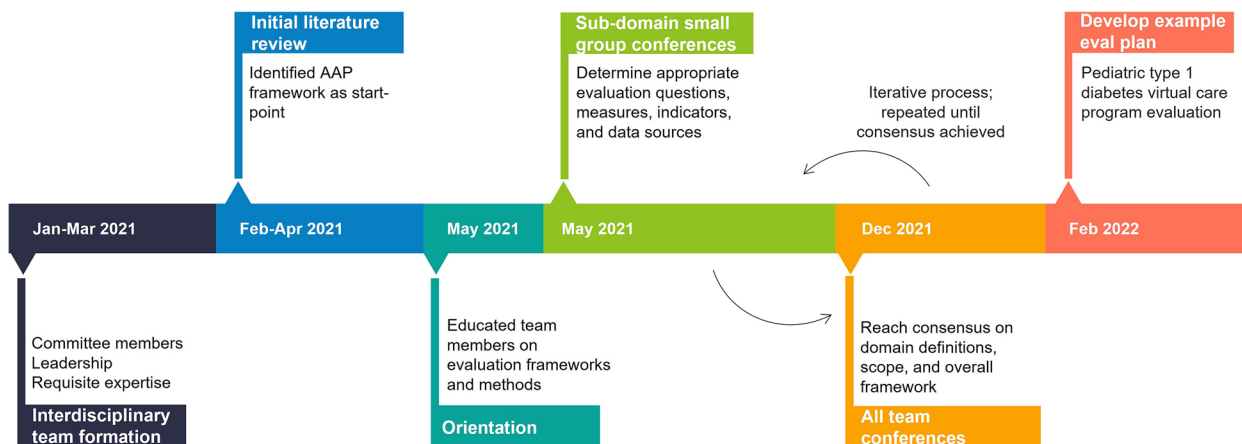 Initial literature
review
Identified AAP
framework as start-
point
Sub-domain small
group conferences
Determine appropriate
evaluation questions,
measures, indicators,
and data sources
Iterative process;
repeated until
consensus achieved
Develop example
eval plan
Pediatric type 1
diabetes virtual care
program evaluation
Jan-Mar 2021
Feb-Apr 2021
May 2021
May 2021
Dec 2021
Feb 2022
Committee members
Leadership
Requisite expertise
Interdisciplinary
team formation
Educated team
members on
evaluation frameworks
and methods
Orientation
Reach consensus on
domain definitions,
scope, and overall
framework
All team
conferences